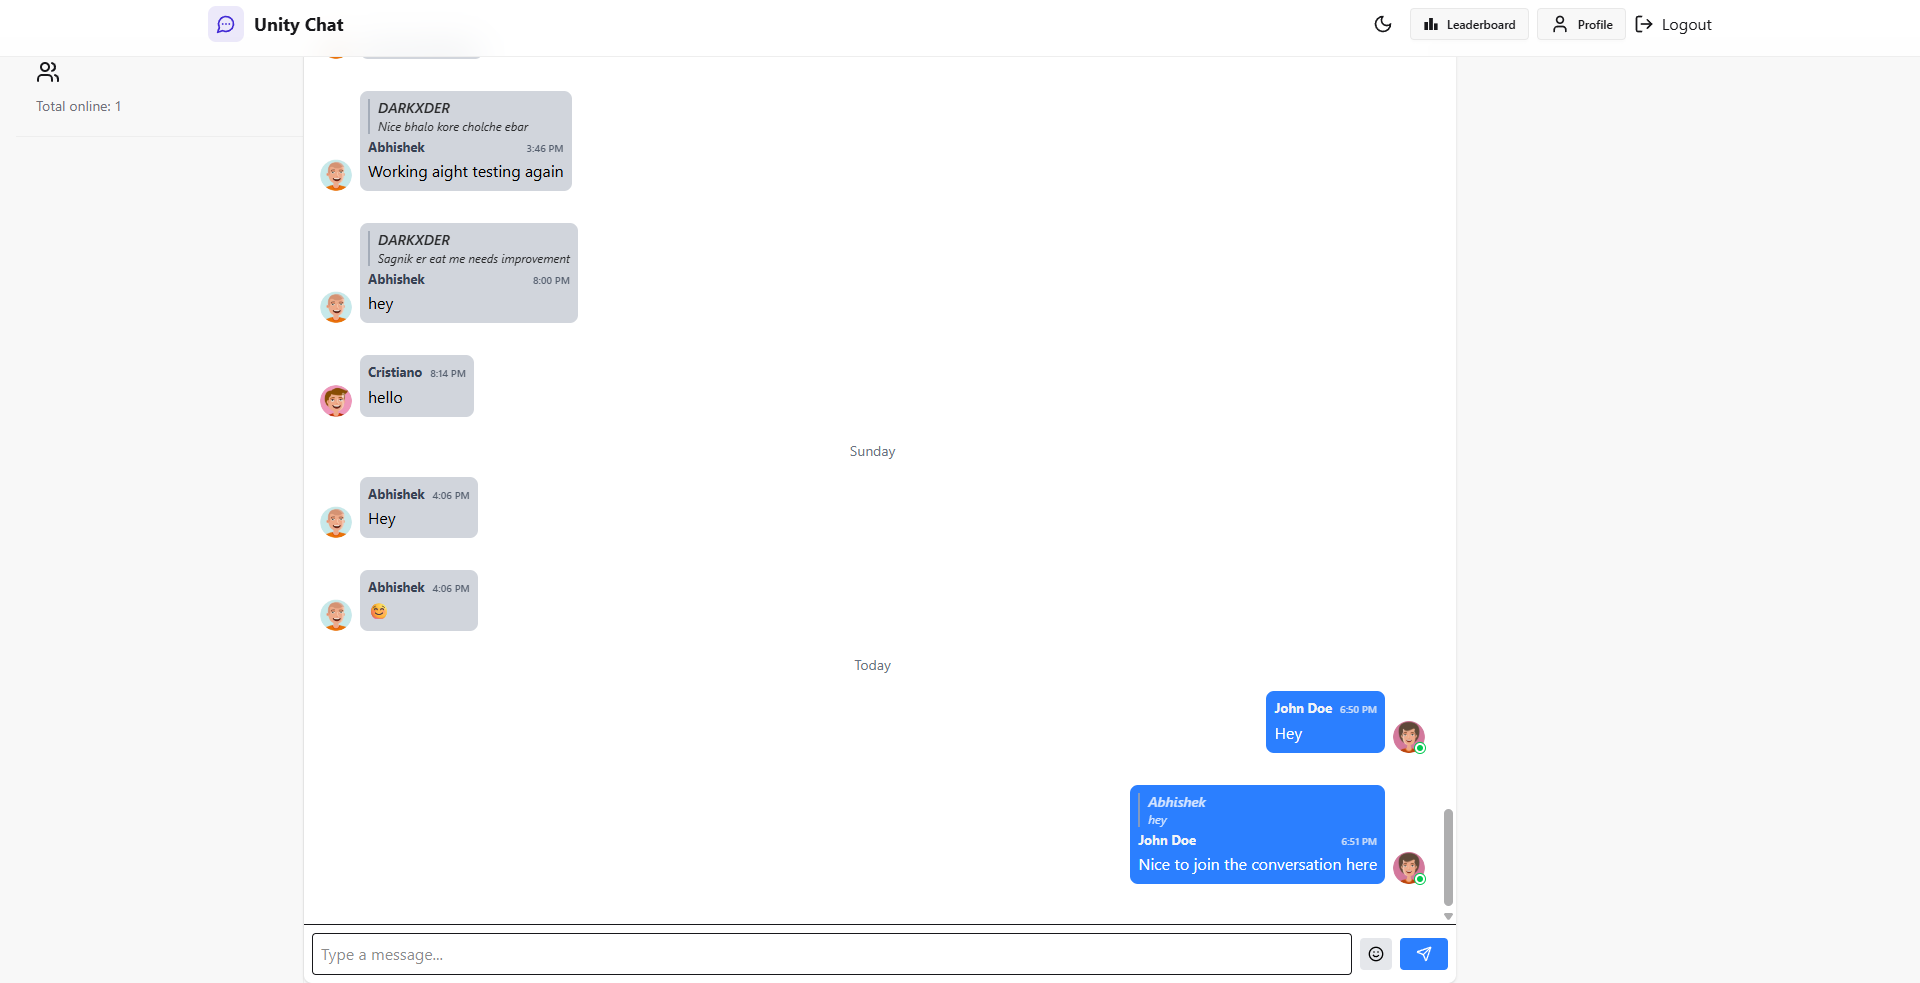 Unity Chat
Leaderboard
Profile
Logout
Total online: 1
DARKXDER
Nice bhalo kore cholche ebar
Abhishek 3:46 PM
Working aight testing again
DARKXDER
Sagnik er eat me needs improvement
Abhishek 8:00 PM
hey
Cristiano 8:14 PM
hello
Sunday
Abhishek 4:06 PM
Hey
Abhishek 4:06 PM
😊
Today
John Doe 6:50 PM
Hey
Abhishek
hey
John Doe 6:51 PM
Nice to join the conversation here
Type a message...